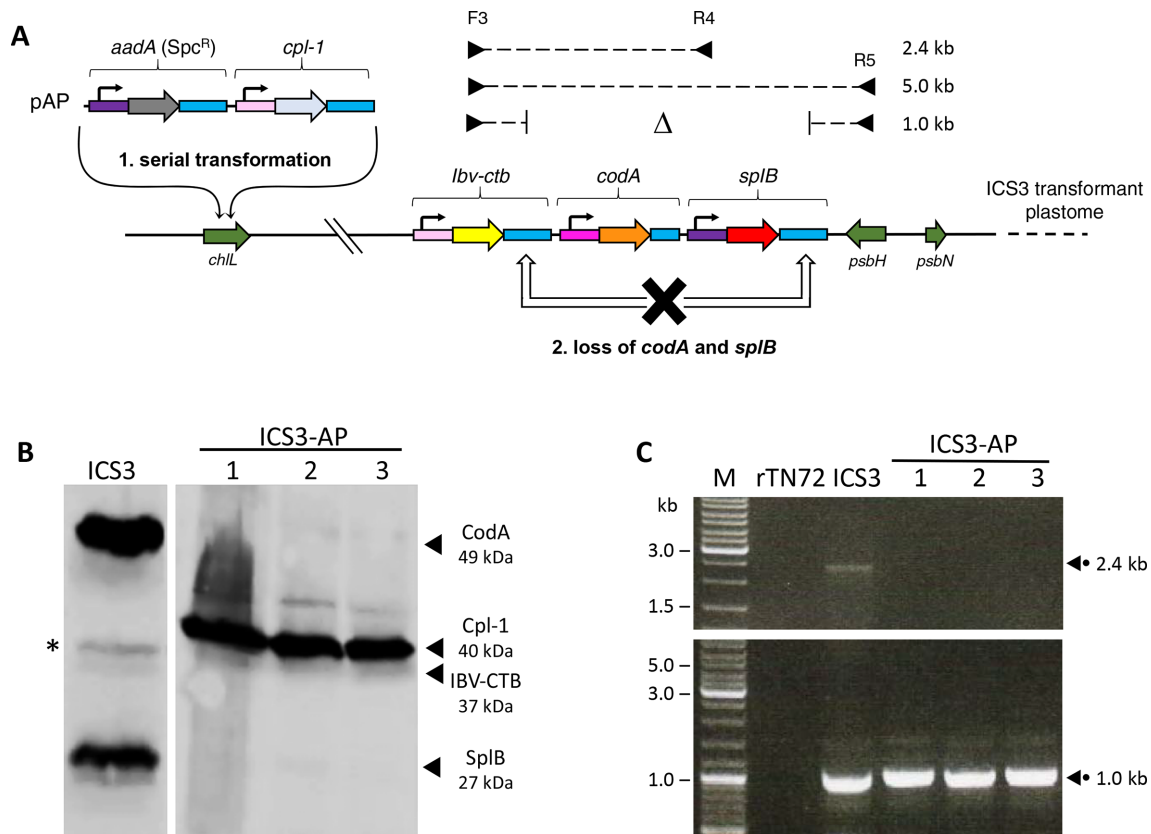 A
aadA (SpcR) cpl-1
pAP
1. serial transformation
chlL
F3 R4
2.4 kb
R5
5.0 kb
Δ 1.0 kb
Ibv-ctb codA splB
ICS3 transformant
plastome
psbH psbN
2. loss of codA and splB
B
ICS3-AP
ICS3 1 2 3
CodA
49 kDa
*
Cpl-1
40 kDa
IBV-CTB
37 kDa
SplB
27 kDa
C
ICS3-AP
M rTN72 ICS3 1 2 3
kb
3.0 –
2.4 kb
1.5 –
5.0 –
3.0 –
1.0 –
1.0 kb